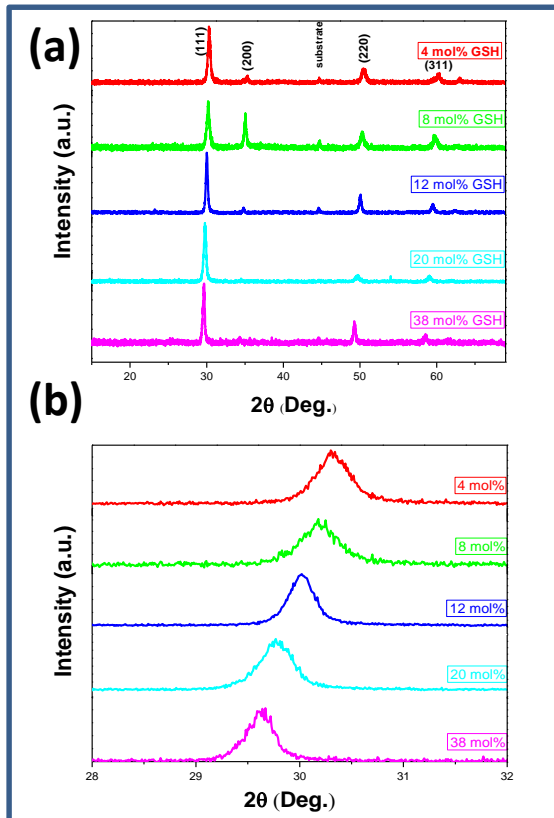 (a)
(111)
(200)
substrate
(220)
(311)
4 mol% GSH
8 mol% GSH
12 mol% GSH
20 mol% GSH
38 mol% GSH
Intensity (a.u.)
20 30 40 50 60
2θ (Deg.)
(b)
4 mol%
8 mol%
12 mol%
20 mol%
38 mol%
Intensity (a.u.)
28 29 30 31 32
2θ (Deg.)